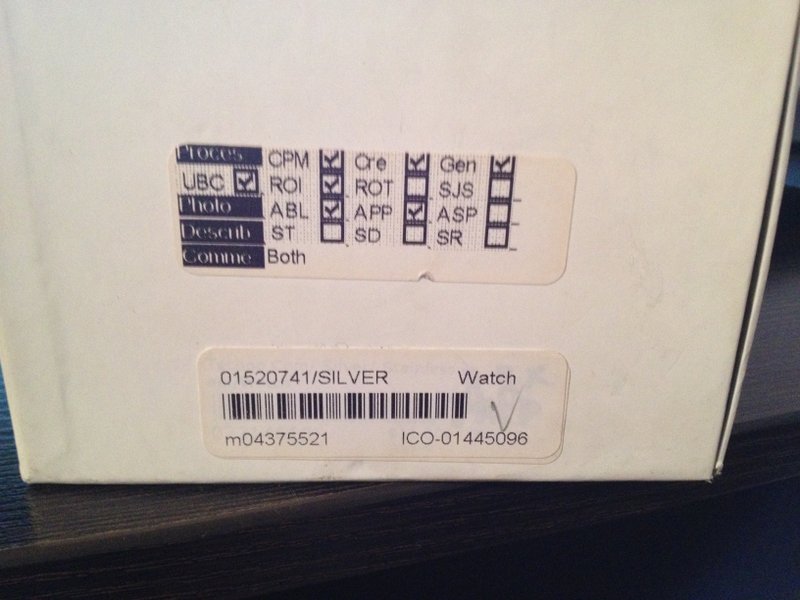 Proces CPM Cre Gen
UBC ROI ROT SJS
Photo ABL APP ASP
Describ ST SD SR
Comme Both
01520741/SILVER Watch
m04375521 ICO-01445096